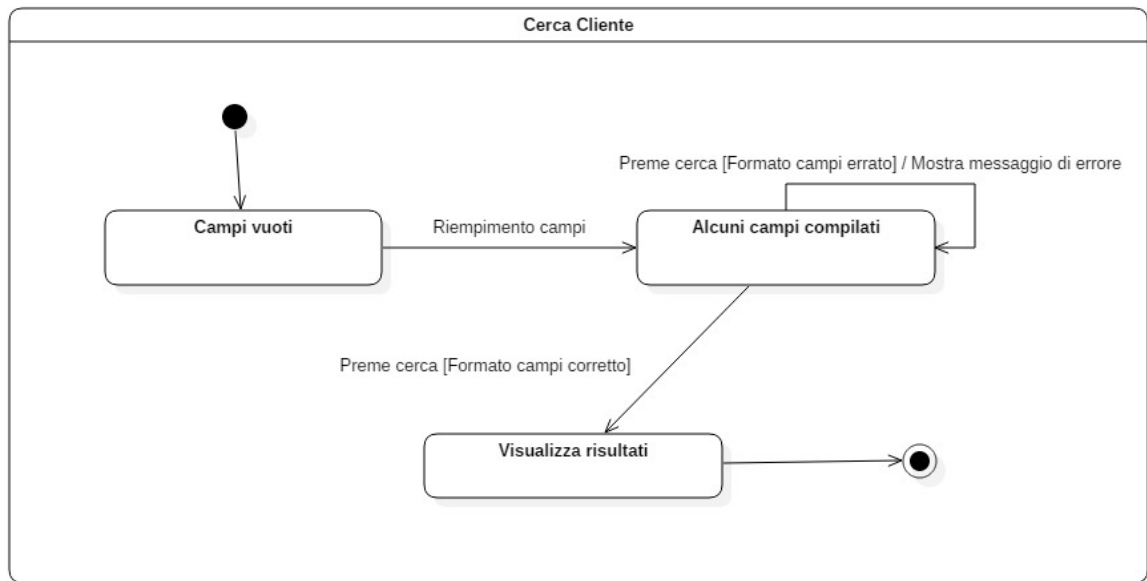 Cerca Cliente
Preme cerca [Formato campi errato] / Mostra messaggio di errore
Campi vuoti
Riempimento campi
Alcuni campi compilati
Preme cerca [Formato campi corretto]
Visualizza risultati